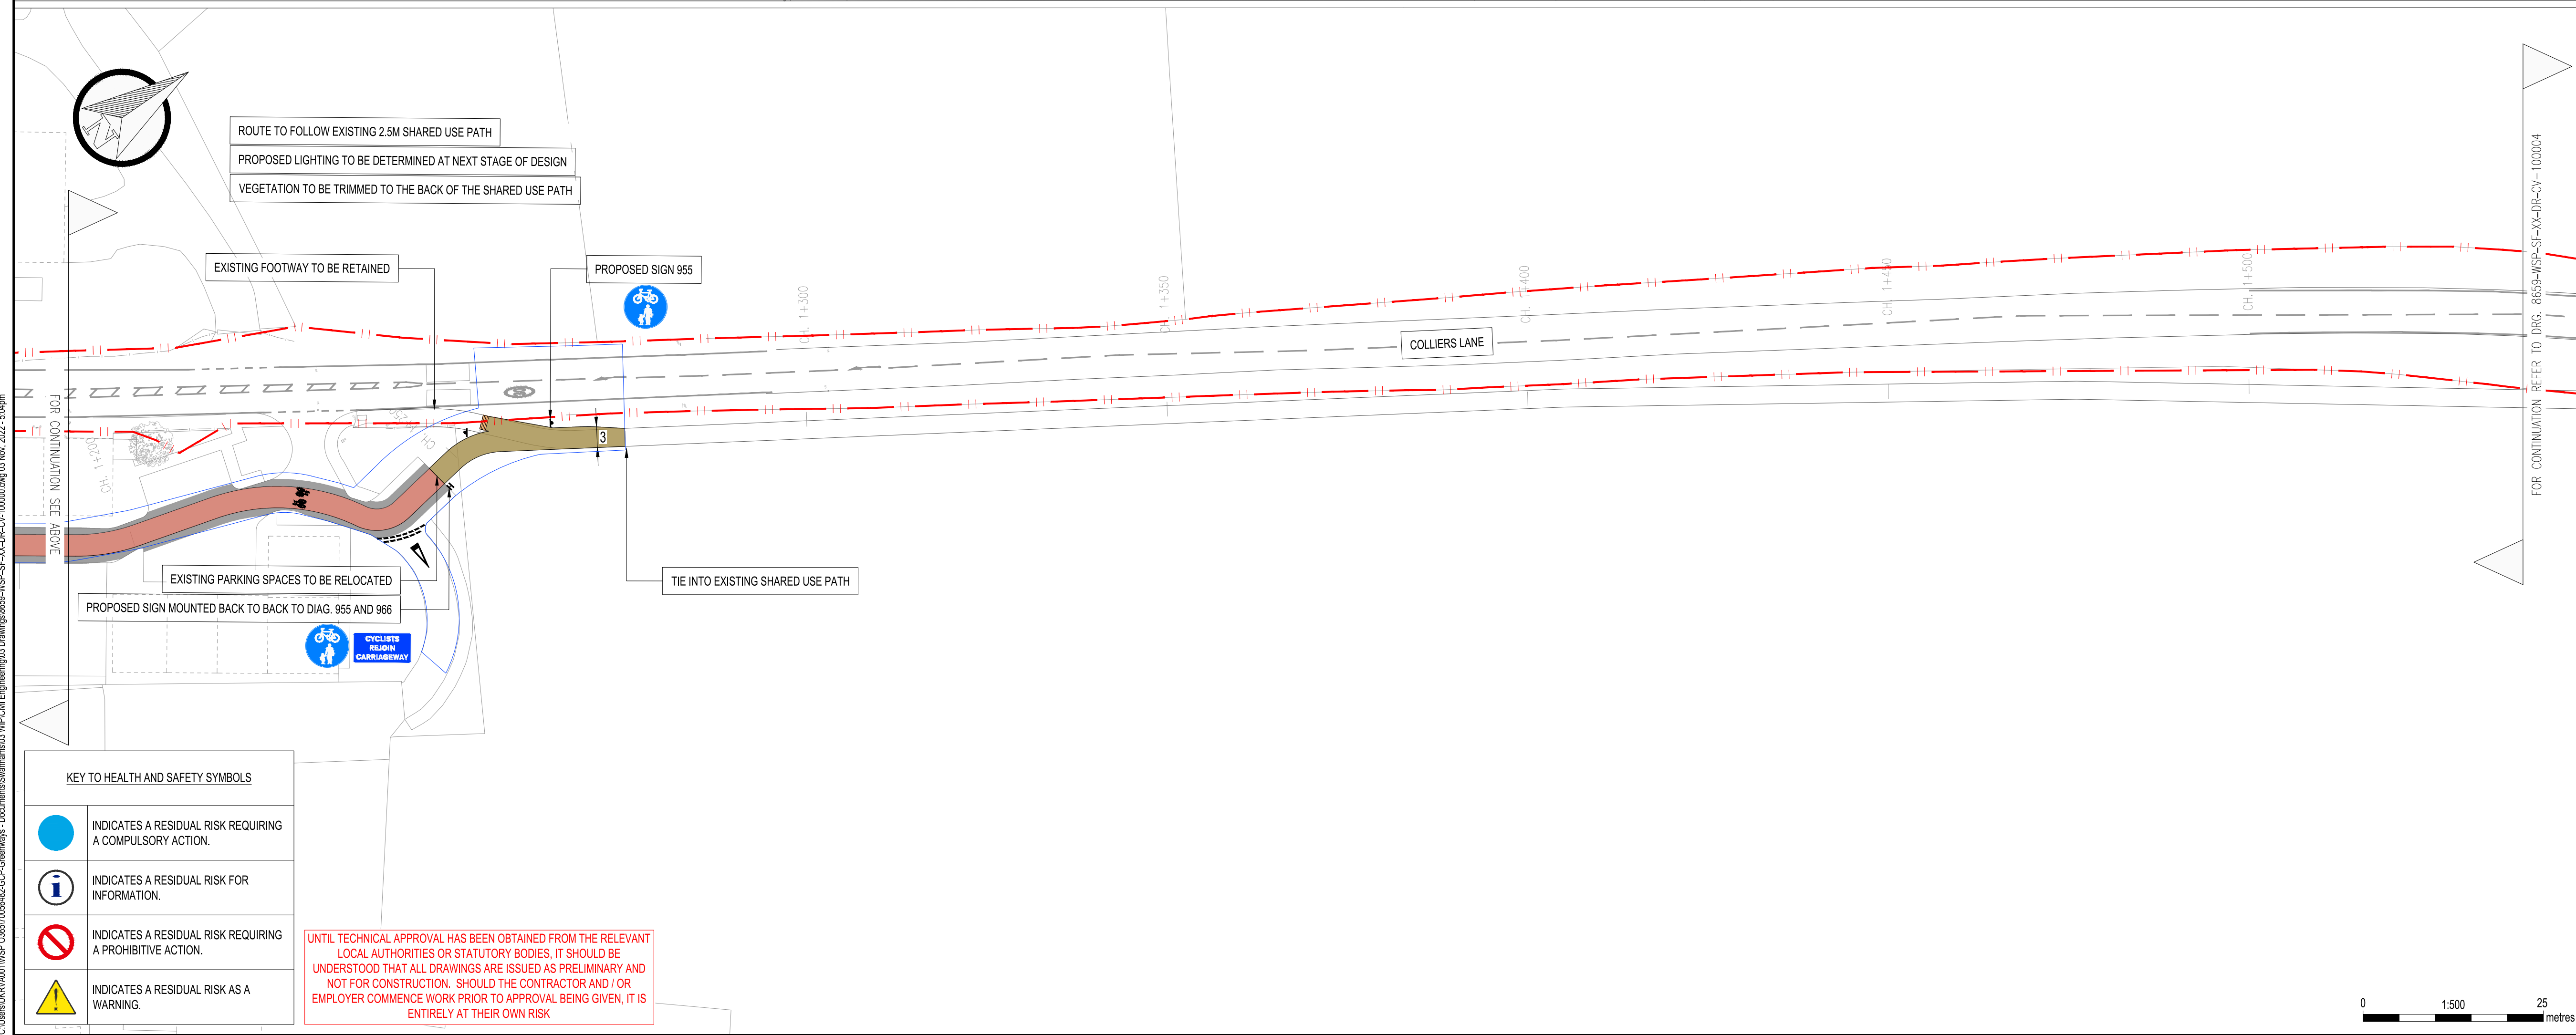 ROUTE TO FOLLOW EXISTING 2.5M SHARED USE PATH
PROPOSED LIGHTING TO BE DETERMINED AT NEXT STAGE OF DESIGN
VEGETATION TO BE TRIMMED TO THE BACK OF THE SHARED USE PATH
N
EXISTING FOOTWAY TO BE RETAINED
PROPOSED SIGN 955
CH. 1+200
CH. 1+250
CH. 1+300
CH. 1+350
CH. 1+400
CH. 1+450
CH. 1+500
COLLIERS LANE
3
FOR CONTINUATION SEE ABOVE
FOR CONTINUATION REFER TO DRG. 8659-WSP-SF-XX-DR-CV-100004
EXISTING PARKING SPACES TO BE RELOCATED
PROPOSED SIGN MOUNTED BACK TO BACK TO DIAG. 955 AND 966
CYCLISTS
REJOIN
CARRIAGEWAY
TIE INTO EXISTING SHARED USE PATH
KEY TO HEALTH AND SAFETY SYMBOLS
INDICATES A RESIDUAL RISK REQUIRING
A COMPULSORY ACTION.
i
INDICATES A RESIDUAL RISK FOR
INFORMATION.
INDICATES A RESIDUAL RISK REQUIRING
A PROHIBITIVE ACTION.
!
INDICATES A RESIDUAL RISK AS A
WARNING.
UNTIL TECHNICAL APPROVAL HAS BEEN OBTAINED FROM THE RELEVANT
LOCAL AUTHORITIES OR STATUTORY BODIES, IT SHOULD BE
UNDERSTOOD THAT ALL DRAWINGS ARE ISSUED AS PRELIMINARY AND
NOT FOR CONSTRUCTION. SHOULD THE CONTRACTOR AND / OR
EMPLOYER COMMENCE WORK PRIOR TO APPROVAL BEING GIVEN, IT IS
ENTIRELY AT THEIR OWN RISK
0 1:500 25
metres